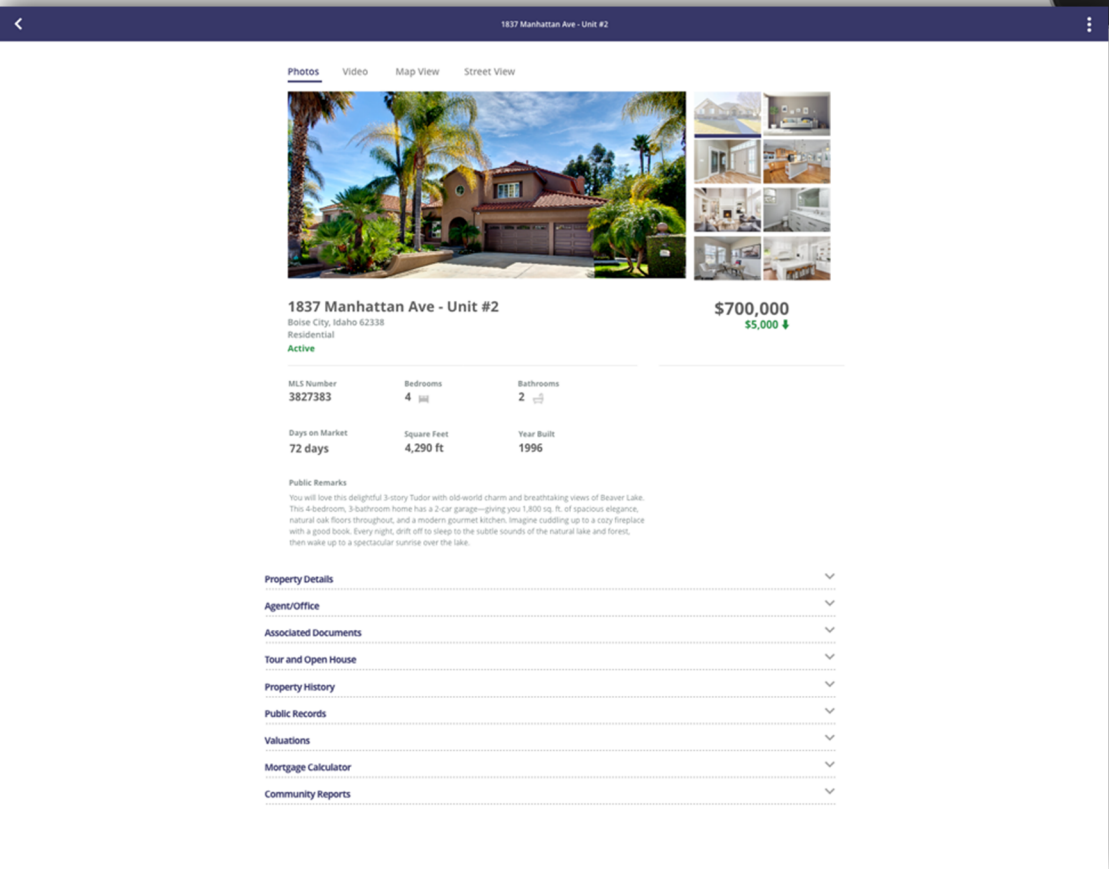 1837 Manhattan Ave - Unit #2
Photos Video Map View Street View
1837 Manhattan Ave - Unit #2
$700,000
Boise City, Idaho 62338
$5,000
Residential
Active
MLS Number Bedrooms Bathrooms
3827383 4 2
Days on Market Square Feet Year Built
72 days 4,290 ft 1996
Public Remarks
You will love this delightful 3-story Tudor with old-world charm and breathtaking views of Beaver Lake.
This 4-bedroom, 3-bathroom home has a 2-car garage—giving you 1,800 sq. ft. of spacious elegance,
natural oak floors throughout, and a modern gourmet kitchen. Imagine cuddling up to a cozy fireplace
with a good book. Every night, drift off to sleep to the subtle sounds of the natural lake and forest,
then wake up to a spectacular sunrise over the lake.
Property Details
Agent/Office
Associated Documents
Tour and Open House
Property History
Public Records
Valuations
Mortgage Calculator
Community Reports